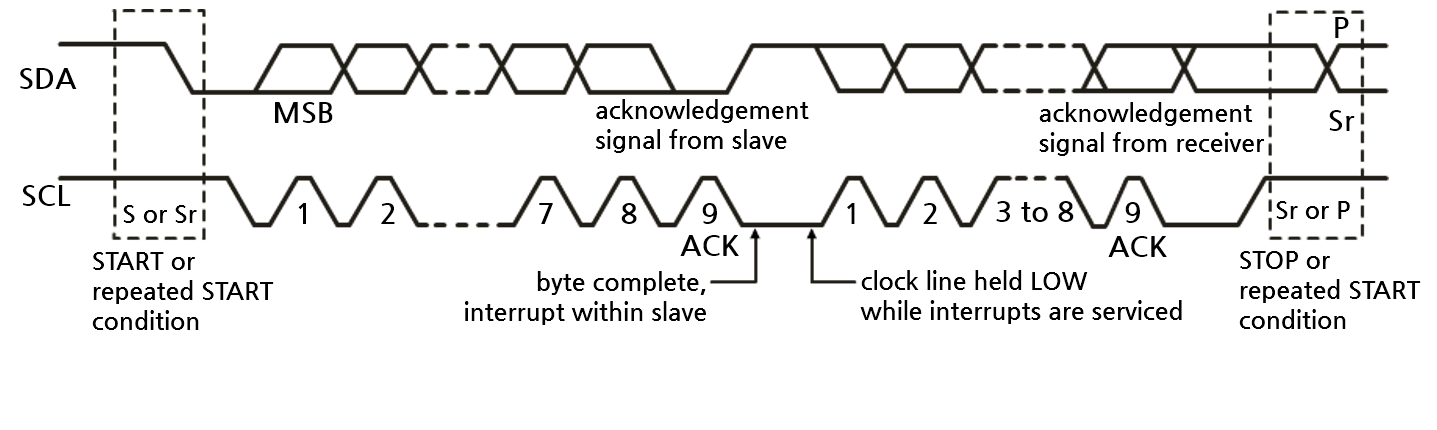 P
SDA
MSB
acknowledgement
signal from slave
acknowledgement
signal from receiver
Sr
SCL
S or Sr
1
2
7
8
9
1
2
3 to 8
9
Sr or P
ACK
ACK
START or
repeated START
condition
byte complete,
interrupt within slave
clock line held LOW
while interrupts are serviced
STOP or
repeated START
condition